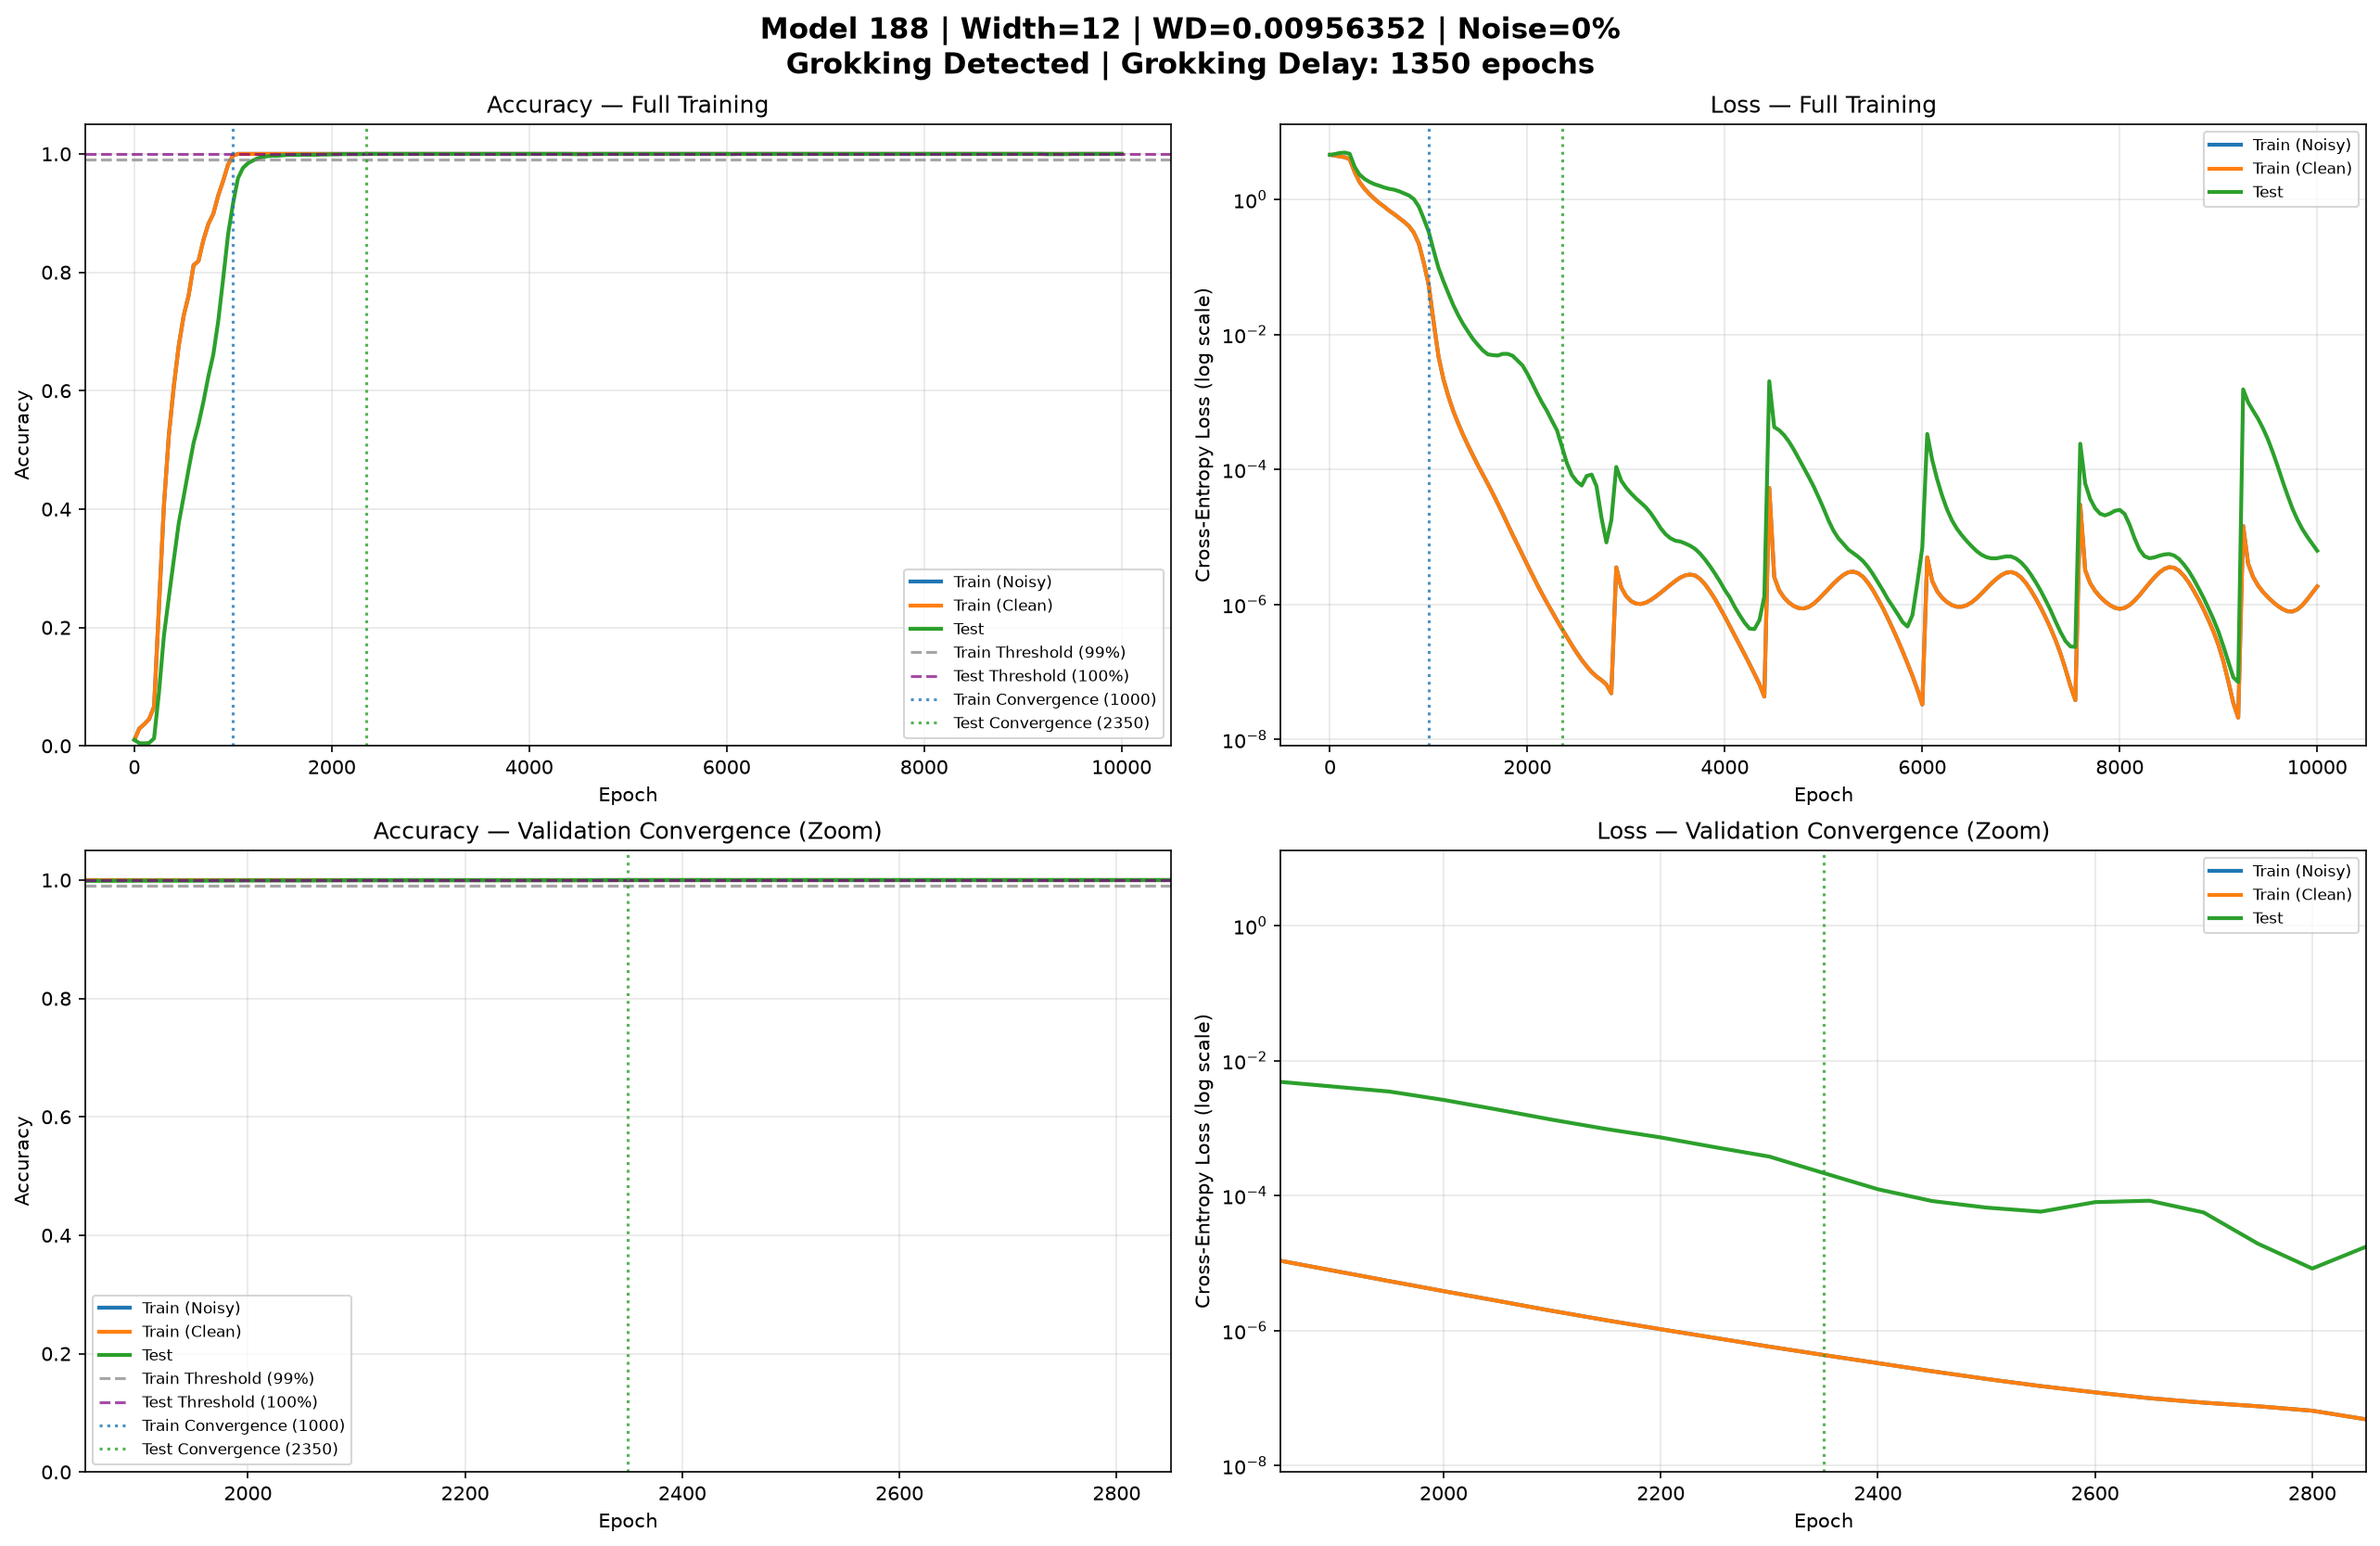 Model 188 | Width=12 | WD=0.00956352 | Noise=0%
Grokking Detected | Grokking Delay: 1350 epochs
Accuracy — Full Training
Accuracy
1.0
0.8
0.6
0.4
0.2
0.0
Train (Noisy)
Train (Clean)
Test
Train Threshold (99%)
Test Threshold (100%)
Train Convergence (1000)
Test Convergence (2350)
0
2000
4000
6000
8000
10000
Epoch
Loss — Full Training
Cross-Entropy Loss (log scale)
10⁰
10⁻²
10⁻⁴
10⁻⁶
10⁻⁸
Train (Noisy)
Train (Clean)
Test
0
2000
4000
6000
8000
10000
Epoch
Accuracy — Validation Convergence (Zoom)
Accuracy
1.0
0.8
0.6
0.4
0.2
0.0
Train (Noisy)
Train (Clean)
Test
Train Threshold (99%)
Test Threshold (100%)
Train Convergence (1000)
Test Convergence (2350)
2000
2200
2400
2600
2800
Epoch
Loss — Validation Convergence (Zoom)
Cross-Entropy Loss (log scale)
10⁰
10⁻²
10⁻⁴
10⁻⁶
10⁻⁸
Train (Noisy)
Train (Clean)
Test
2000
2200
2400
2600
2800
Epoch